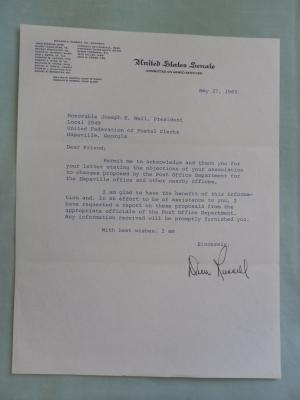 United States Senate
COMMITTEE ON ARMED SERVICES
May 27, 1965
Honorable Joseph E. Hall, President
Local 2949
United Federation of Postal Clerks
Hapeville, Georgia
Dear Friend:
Permit me to acknowledge and thank you for
your letter stating the objections of your association
to changes proposed by the Post Office Department for
the Hapeville office and other nearby offices.
I am glad to have the benefit of this informa-
tion and, in an effort to be of assistance to you, I
have requested a report on these proposals from the
appropriate officials of the Post Office Department.
Any information received will be promptly furnished you.
With best wishes, I am
Sincerely,
Dick Russell